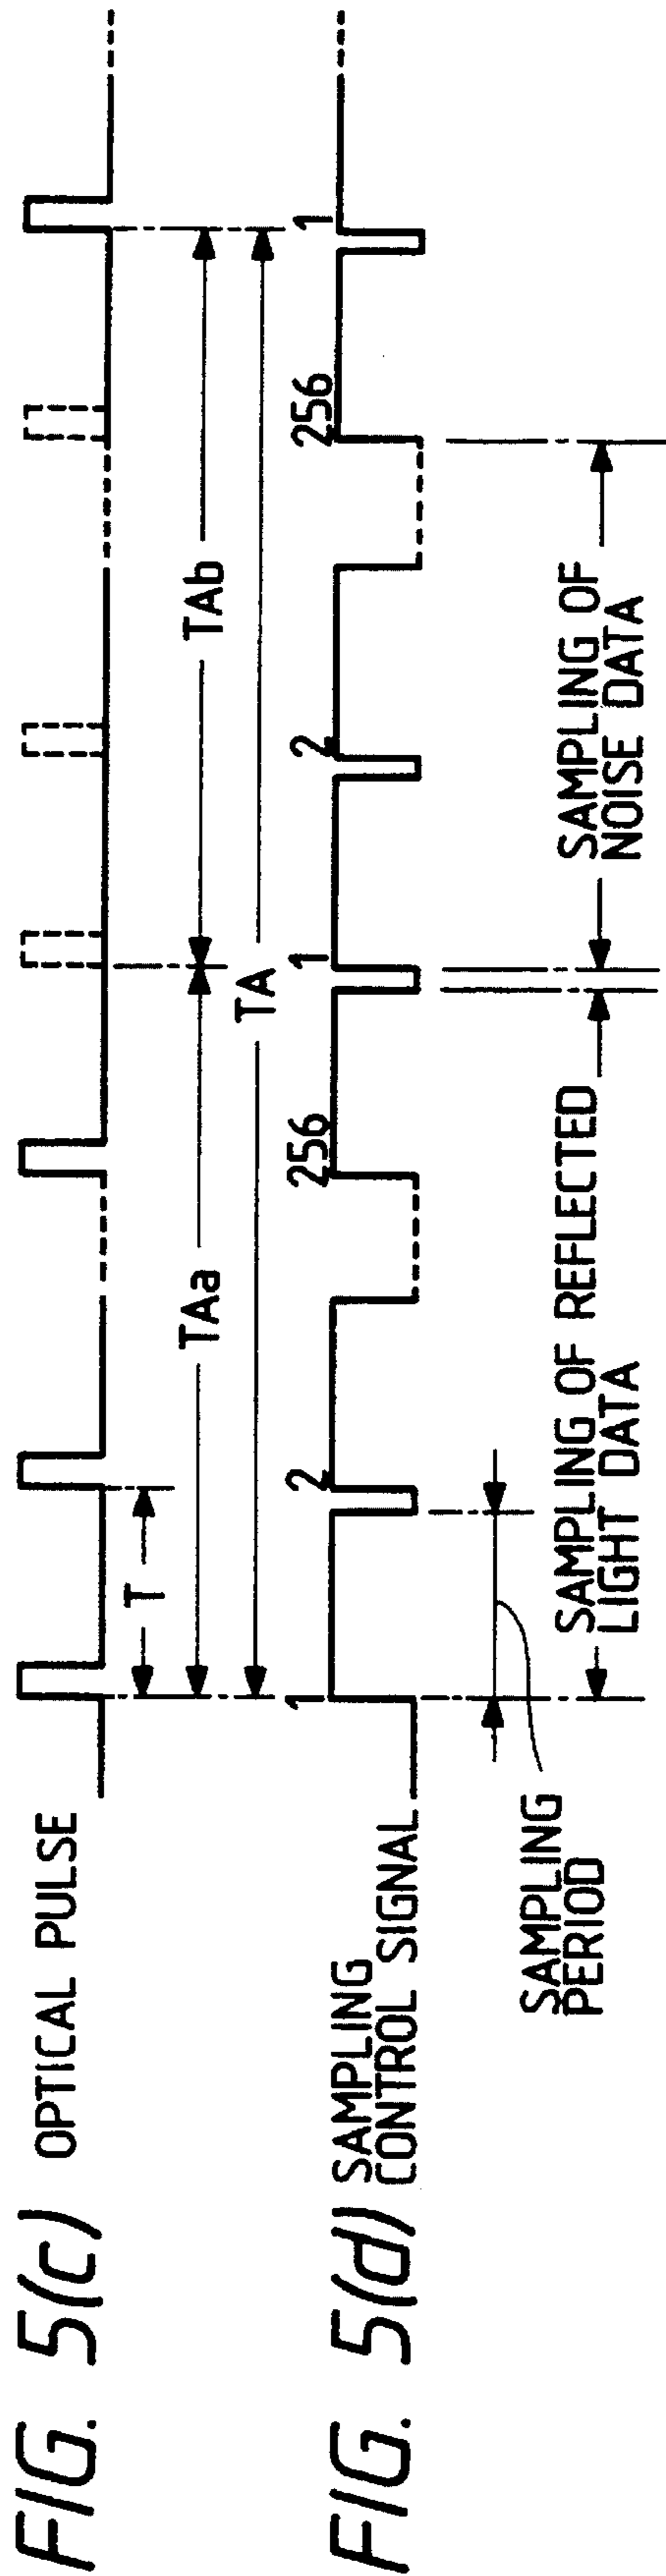 FIG. 5(c) OPTICAL PULSE
T
TAa
TAb
TA
FIG. 5(d) SAMPLING
CONTROL SIGNAL
1 2 256 1 2 256 1
SAMPLING
PERIOD
SAMPLING OF REFLECTED
LIGHT DATA
SAMPLING OF
NOISE DATA